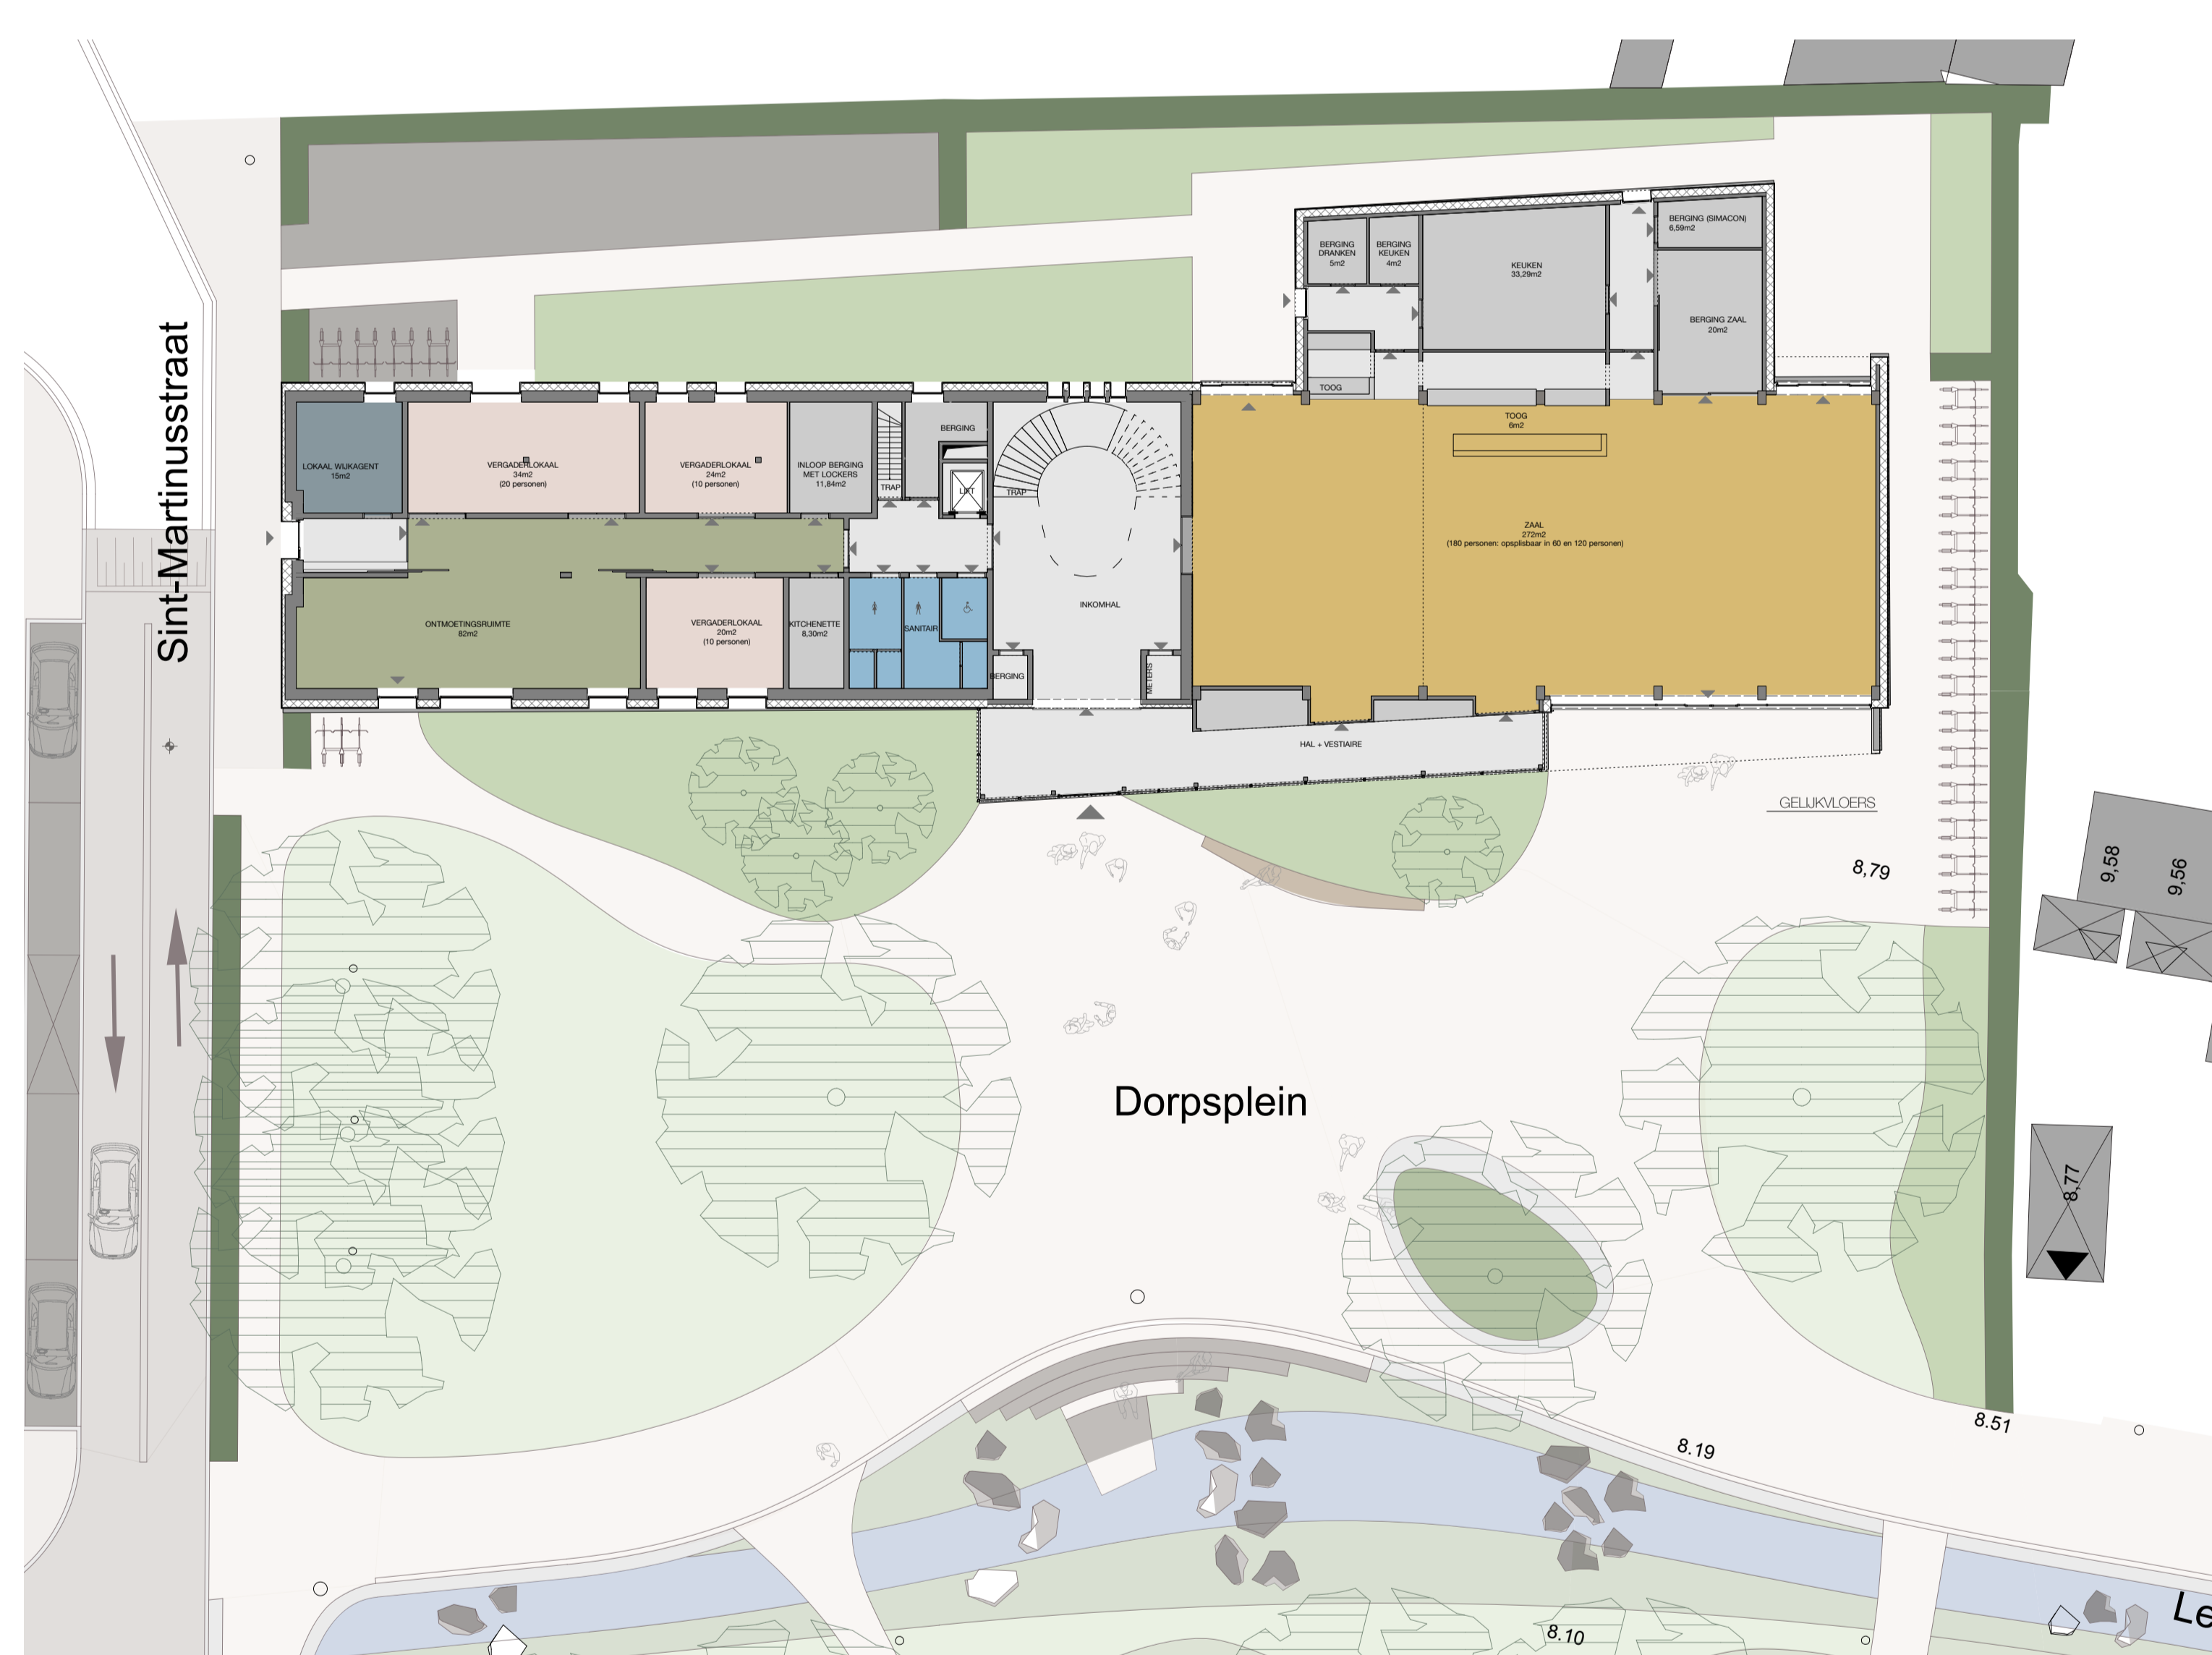 Sint-Martinusstraat
BERGING (SIMACON)
6,59m2
BERGING
DRANKEN
5m2
BERGING
KEUKEN
4m2
KEUKEN
33,29m2
BERGING ZAAL
20m2
TOOG
TOOG
6m2
LOKAAL WIJKAGENT
15m2
VERGADERLOKAAL
34m2
(20 personen)
VERGADERLOKAAL
24m2
(10 personen)
INLOOP BERGING
MET LOCKERS
11,84m2
TRAP
BERGING
LIFT
TRAP
ZAAL
272m2
(180 personen: opsplisbaar in 60 en 120 personen)
ONTMOETINGSRUIMTE
82m2
VERGADERLOKAAL
20m2
(10 personen)
KITCHENETTE
8,30m2
SANITAIR
INKOMHAL
BERGING
METERS
HAL + VESTIAIRE
GELIJKVLOERS
8,79
9,58
9,56
Dorpsplein
8,77
8.51
8.19
8.10
Le